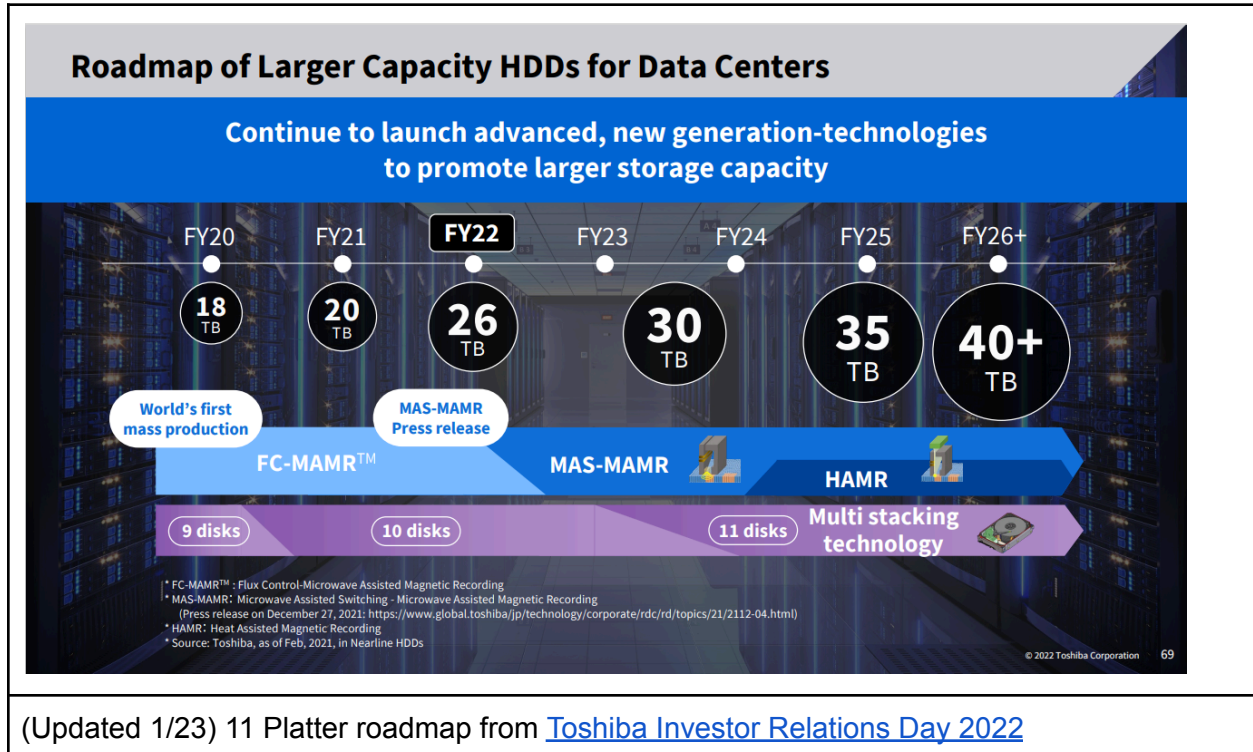 Roadmap of Larger Capacity HDDs for Data Centers
Continue to launch advanced, new generation-technologies
to promote larger storage capacity
FY20 FY21 FY22 FY23 FY24 FY25 FY26+
18 TB
20 TB
26 TB
30 TB
35 TB
40+ TB
World's first
mass production
MAS-MAMR
Press release
FC-MAMR™
MAS-MAMR
HAMR
9 disks
10 disks
11 disks
Multi stacking
technology
* FC-MAMR™ : Flux Control-Microwave Assisted Magnetic Recording
* MAS-MAMR: Microwave Assisted Switching - Microwave Assisted Magnetic Recording
(Press release on December 27, 2021: https://www.global.toshiba/jp/technology/corporate/rdc/rd/topics/21/2112-04.html)
* HAMR: Heat Assisted Magnetic Recording
* Source: Toshiba, as of Feb, 2021, in Nearline HDDs
© 2022 Toshiba Corporation 69
(Updated 1/23) 11 Platter roadmap from Toshiba Investor Relations Day 2022